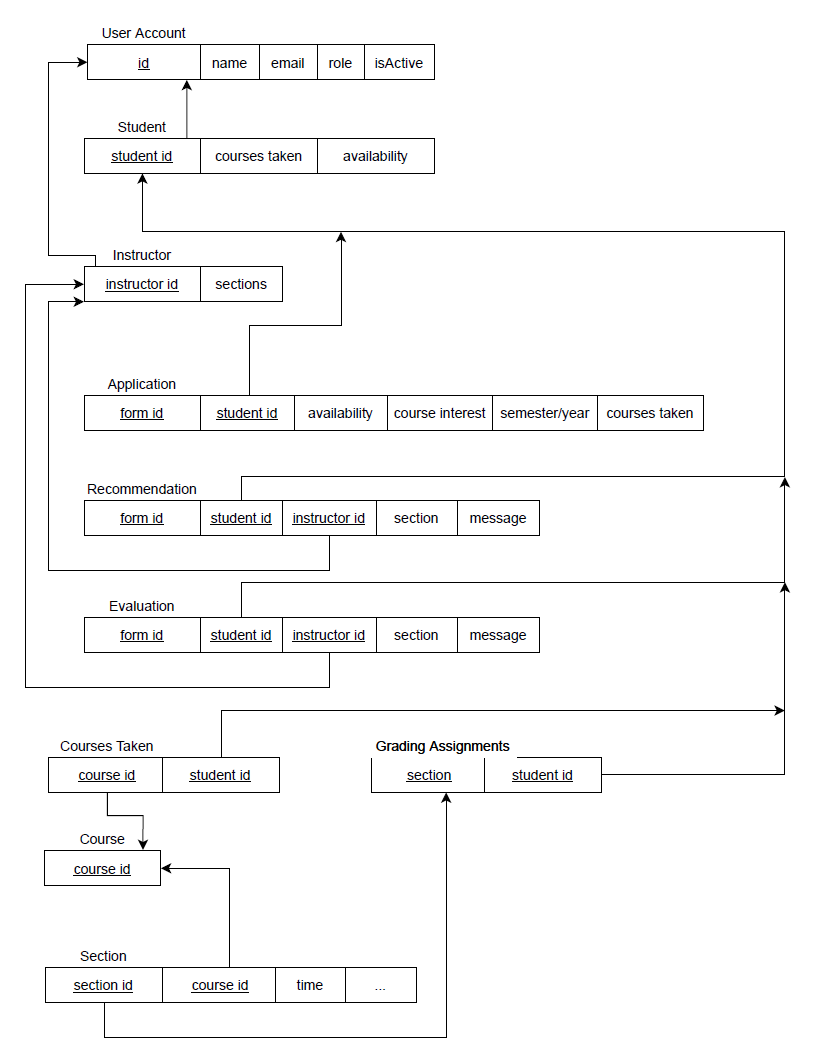 User Account
id name email role isActive
Student
student id courses taken availability
Instructor
instructor id sections
Application
form id student id availability course interest semester/year courses taken
Recommendation
form id student id instructor id section message
Evaluation
form id student id instructor id section message
Courses Taken Grading Assignments
course id student id section student id
Course
course id
Section
section id course id time ...